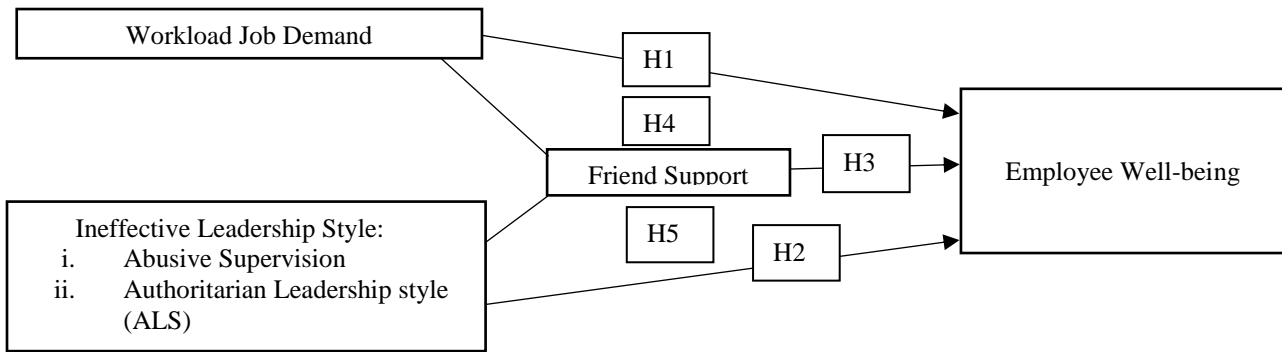 Workload Job Demand
H1
H4
Friend Support
H3
Employee Well-being
Ineffective Leadership Style:
i. Abusive Supervision
ii. Authoritarian Leadership style
(ALS)
H5
H2